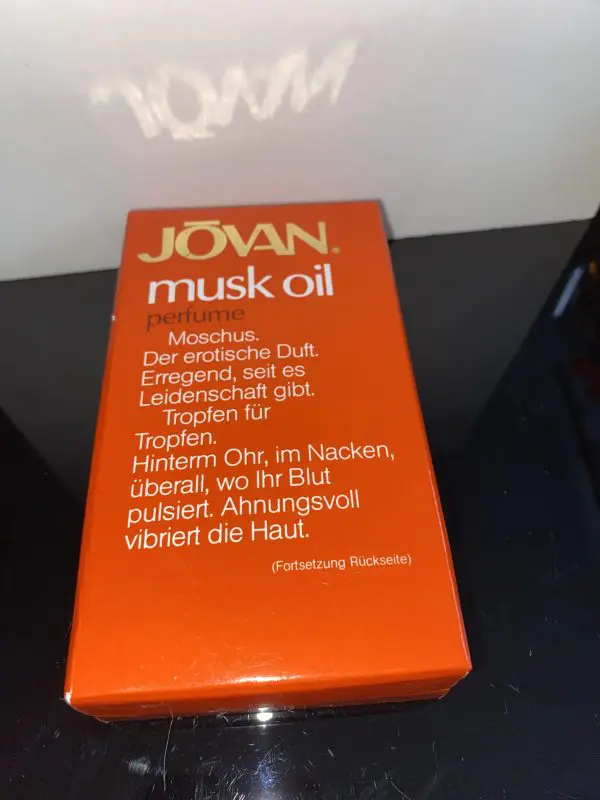 JŌVAN®
musk oil
perfume
Moschus.
Der erotische Duft.
Erregend, seit es
Leidenschaft gibt.
Tropfen für
Tropfen.
Hinterm Ohr, im Nacken,
überall, wo Ihr Blut
pulsiert. Ahnungsvoll
vibriert die Haut.
(Fortsetzung Rückseite)